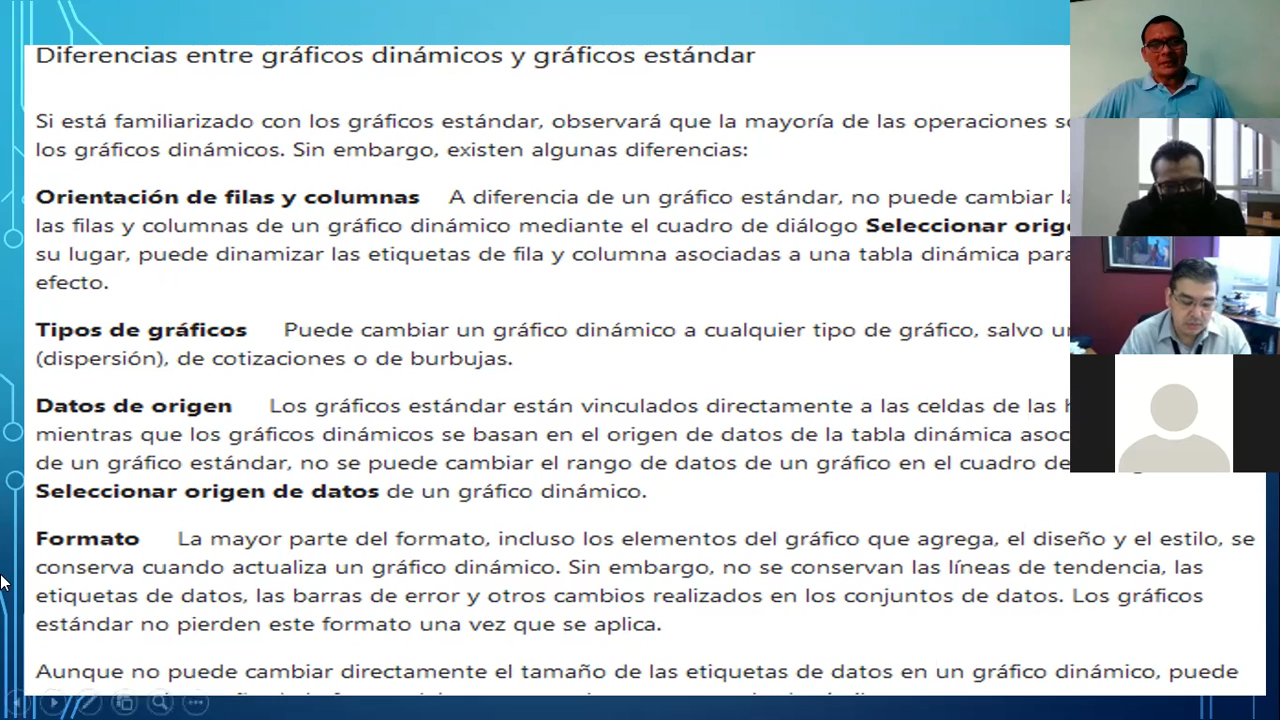 Diferencias entre gráficos dinámicos y gráficos estándar
Si está familiarizado con los gráficos estándar, observará que la mayoría de las operaciones
los gráficos dinámicos. Sin embargo, existen algunas diferencias:
Orientación de filas y columnas A diferencia de un gráfico estándar, no puede cambiar
las filas y columnas de un gráfico dinámico mediante el cuadro de diálogo Seleccionar
su lugar, puede dinamizar las etiquetas de fila y columna asociadas a una tabla dinámica para
efecto.
Tipos de gráficos Puede cambiar un gráfico dinámico a cualquier tipo de gráfico, salvo
(dispersión), de cotizaciones o de burbujas.
Datos de origen Los gráficos estándar están vinculados directamente a las celdas de las
mientras que los gráficos dinámicos se basan en el origen de datos de la tabla dinámica
de un gráfico estándar, no se puede cambiar el rango de datos de un gráfico en el cuadro de
Seleccionar origen de datos de un gráfico dinámico.
Formato La mayor parte del formato, incluso los elementos del gráfico que agrega, el diseño y el estilo, se
conserva cuando actualiza un gráfico dinámico. Sin embargo, no se conservan las líneas de tendencia, las
etiquetas de datos, las barras de error y otros cambios realizados en los conjuntos de datos. Los gráficos
estándar no pierden este formato una vez que se aplica.
Aunque no puede cambiar directamente el tamaño de las etiquetas de datos en un gráfico dinámico, puede